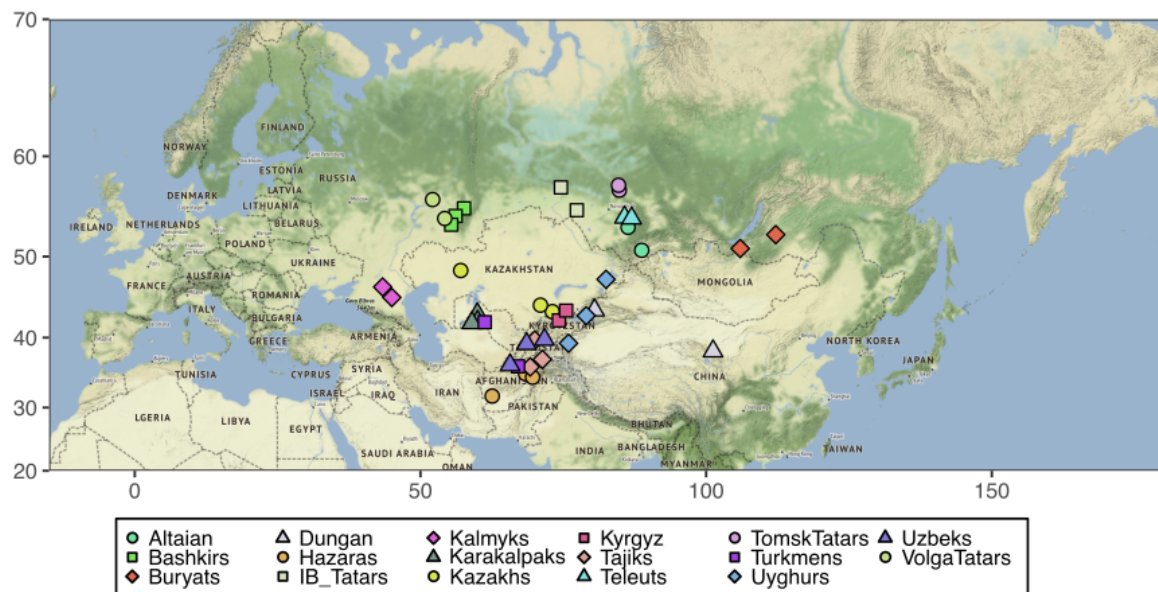 70
60
50
40
30
20
FINLAND
NORWAY
ESTONIA
RUSSIA
LATVIA
DENMARK
LITHUANIA
IRELAND
NETHERLANDS
BELARUS
POLAND
UKRAINE
KAZAKHSTAN
MONGOLIA
FRANCE
AUSTRIA
ROMANIA
ITALY
BULGARIA
GREECE
ARMENIA
NORTH KOREA
JAPAN
TUNISIA
CYPRUS
SYRIA
CHINA
ISRAEL
IRAQ
IRAN
PAKISTAN
LGERIA
LIBYA
EGYPT
BHUTAN
SAUDI ARABIA
INDIA
BANGLADESH
TAIWAN
OMAN
MYANMAR
0
50
100
150
Altaian
Dungan
Kalmyks
Kyrgyz
TomskTatars
Uzbeks
Bashkirs
Hazaras
Karakalpaks
Tajiks
Turkmens
VolgaTatars
Buryats
IB_Tatars
Kazakhs
Teleuts
Uyghurs